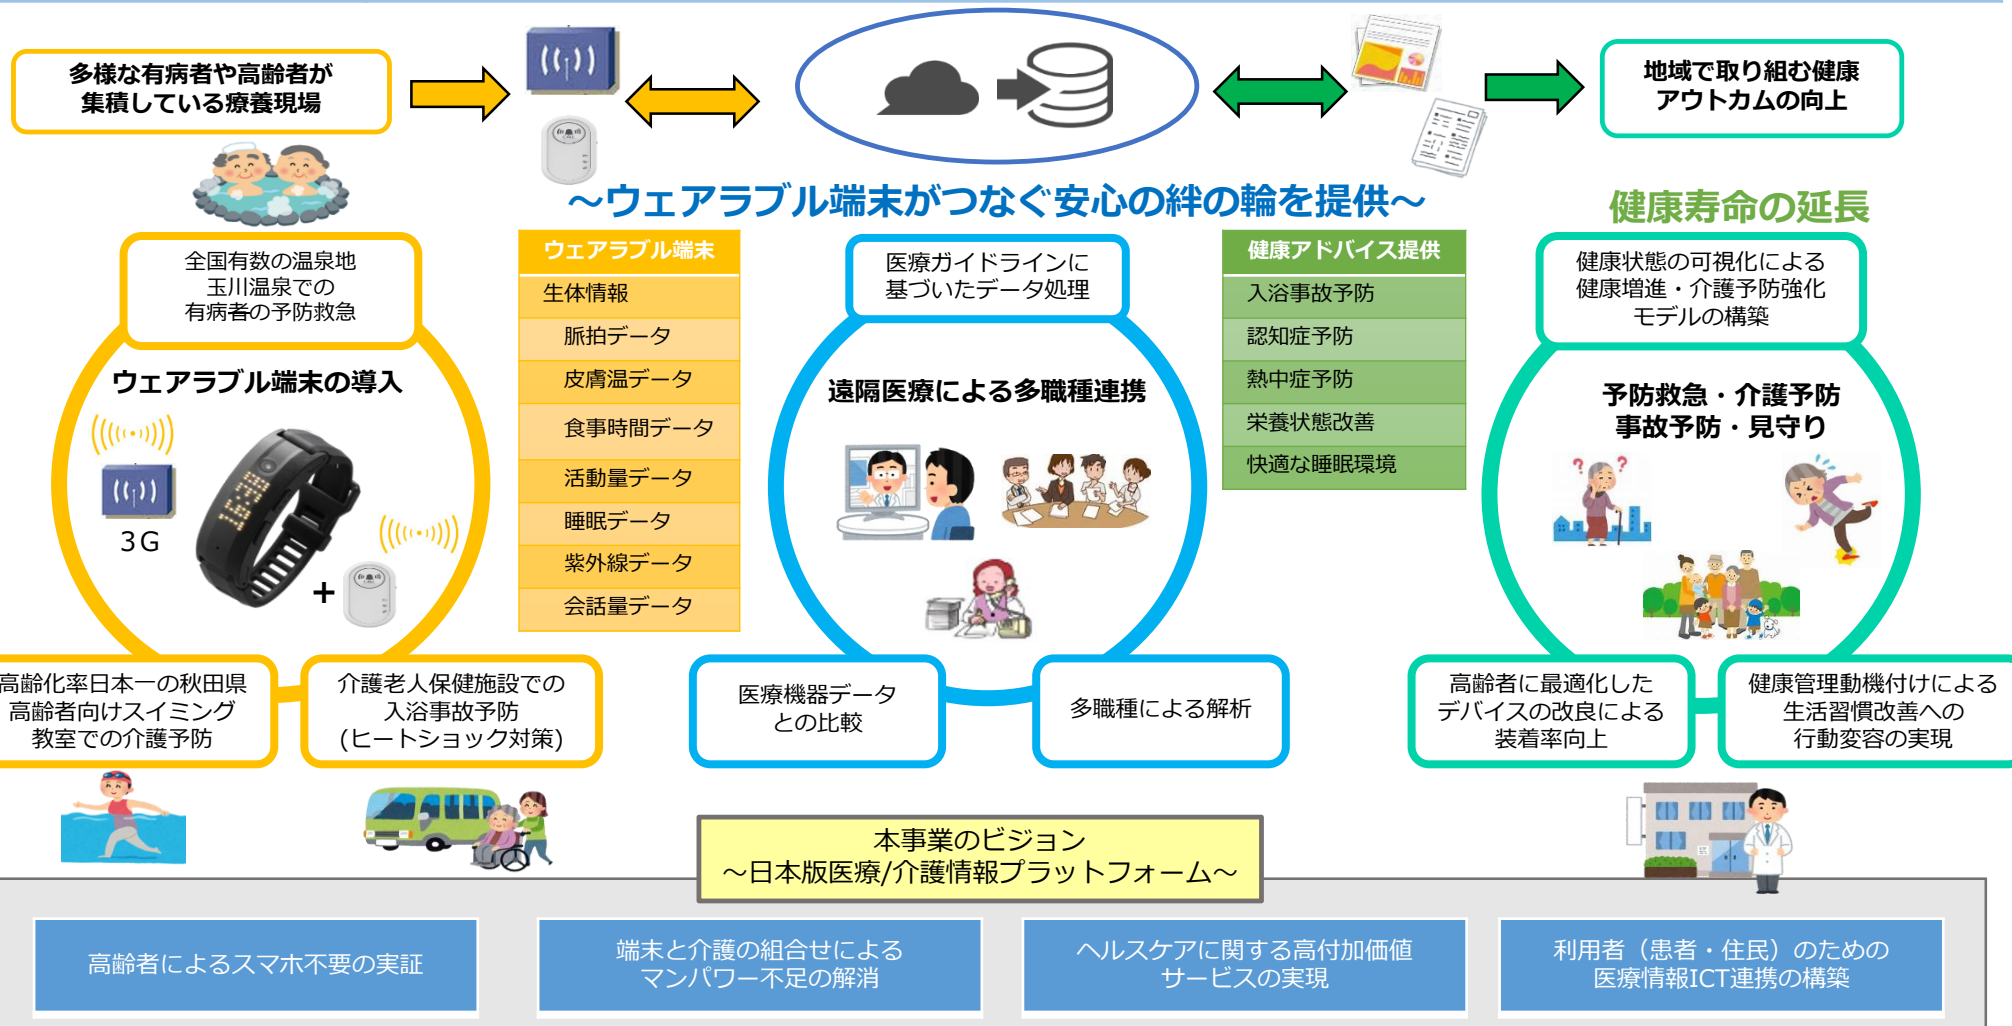 多様な有病者や高齢者が
集積している療養現場
地域で取り組む健康
アウトカムの向上
～ウェアラブル端末がつなぐ安心の絆の輪を提供～
健康寿命の延長
全国有数の温泉地
玉川温泉での
有病者の予防救急
ウェアラブル端末の導入
3G
+
高齢化率日本一の秋田県
高齢者向けスイミング
教室での介護予防
介護老人保健施設での
入浴事故予防
(ヒートショック対策)
ウェアラブル端末
生体情報
脈拍データ
皮膚温データ
食事時間データ
活動量データ
睡眠データ
紫外線データ
会話量データ
医療ガイドラインに
基づいたデータ処理
遠隔医療による多職種連携
医療機器データ
との比較
多職種による解析
健康アドバイス提供
入浴事故予防
認知症予防
熱中症予防
栄養状態改善
快適な睡眠環境
健康状態の可視化による
健康増進・介護予防強化
モデルの構築
予防救急・介護予防
事故予防・見守り
高齢者に最適化した
デバイスの改良による
装着率向上
健康管理動機付けによる
生活習慣改善への
行動変容の実現
本事業のビジョン
～日本版医療/介護情報プラットフォーム～
高齢者によるスマホ不要の実証
端末と介護の組合せによる
マンパワー不足の解消
ヘルスケアに関する高付加価値
サービスの実現
利用者（患者・住民）のための
医療情報ICT連携の構築